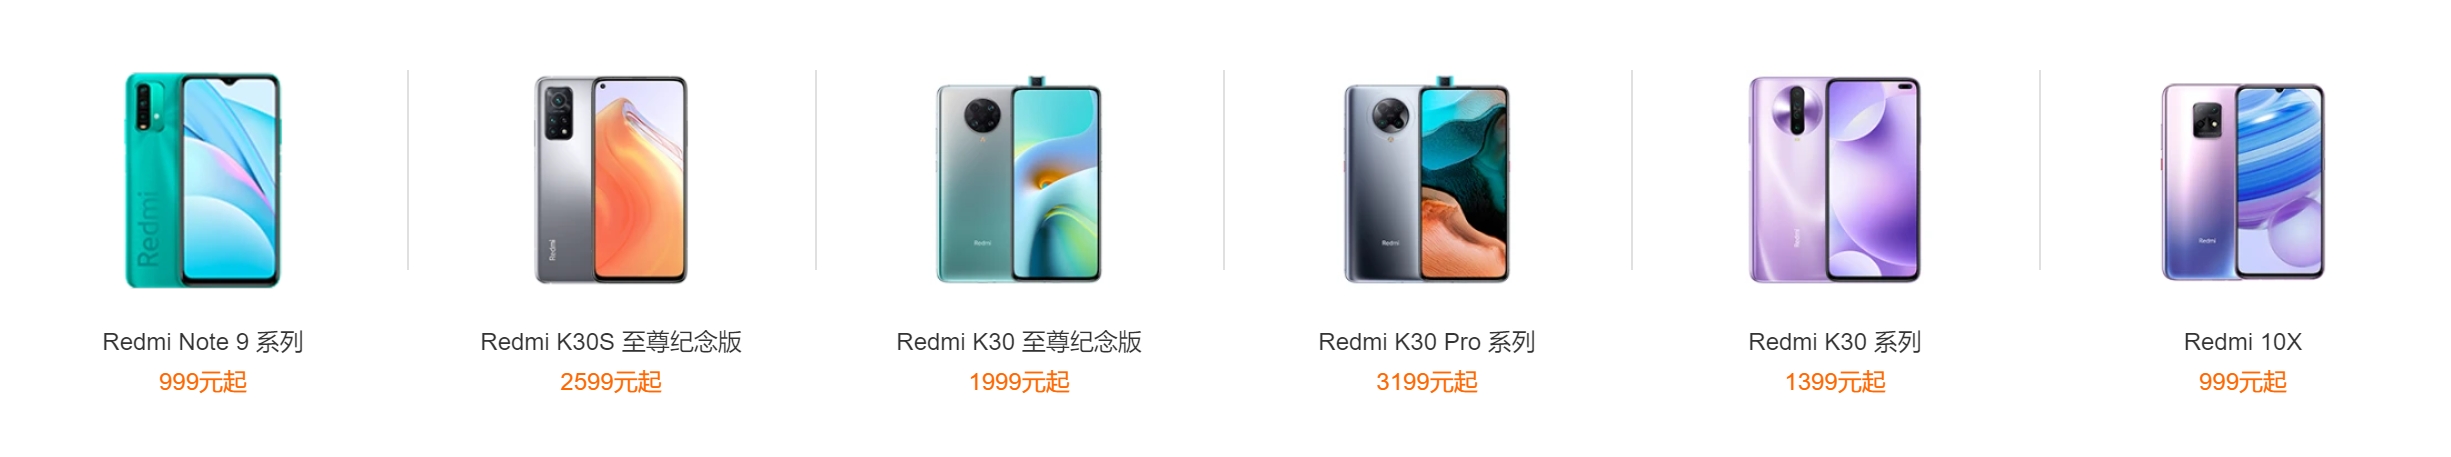 Redmi
Redmi
Redmi
Redmi
Redmi
Redmi
Redmi Note 9 系列
999元起
Redmi K30S 至尊纪念版
2599元起
Redmi K30 至尊纪念版
1999元起
Redmi K30 Pro 系列
3199元起
Redmi K30 系列
1399元起
Redmi 10X
999元起